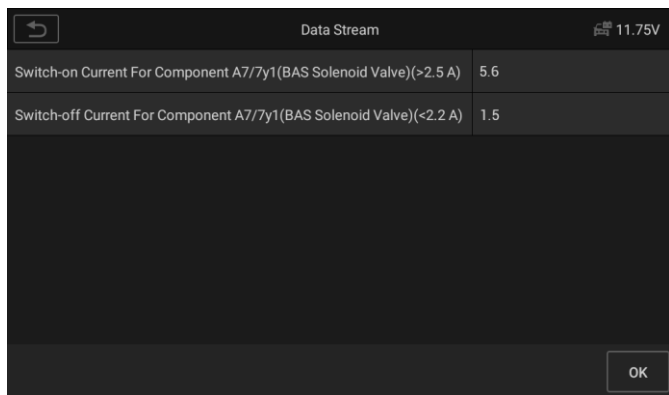 Data Stream
11.75V
Switch-on Current For Component A7/7y1(BAS Solenoid Valve)(>2.5 A) 5.6
Switch-off Current For Component A7/7y1(BAS Solenoid Valve)(<2.2 A) 1.5
OK